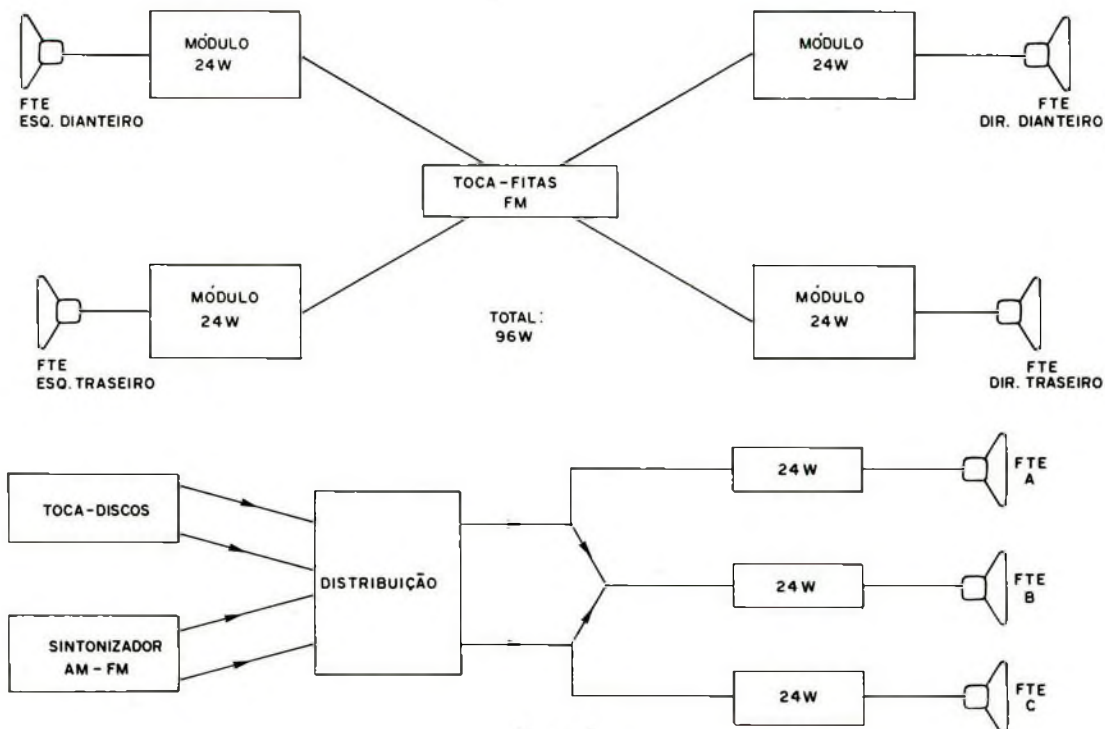 MÓDULO
24W
MÓDULO
24W
FTE
ESQ. DIANTEIRO
FTE
DIR. DIANTEIRO
TOCA-FITAS
FM
MÓDULO
24W
TOTAL:
96W
MÓDULO
24W
FTE
ESQ. TRASEIRO
FTE
DIR. TRASEIRO
TOCA-DISCOS
SINTONIZADOR
AM-FM
DISTRIBUIÇÃO
24W
FTE
A
24W
FTE
B
24W
FTE
C